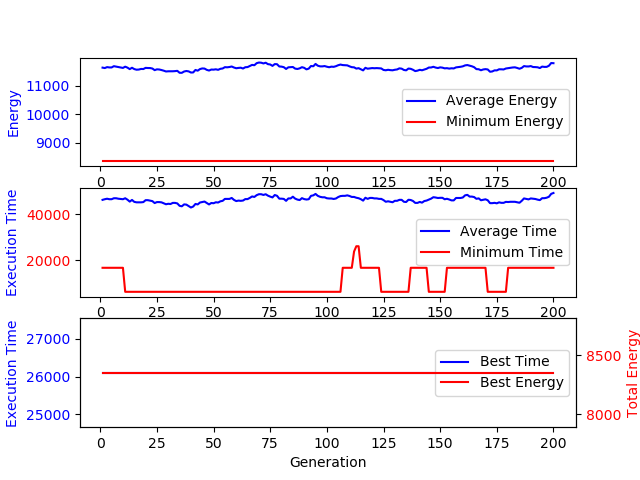 Energy
11000
10000
9000
Average Energy
Minimum Energy
0 25 50 75 100 125 150 175 200
Execution Time
40000
20000
Average Time
Minimum Time
0 25 50 75 100 125 150 175 200
Execution Time
27000
26000
25000
Best Time
Best Energy
8500
8000
Total Energy
0 25 50 75 100 125 150 175 200
Generation